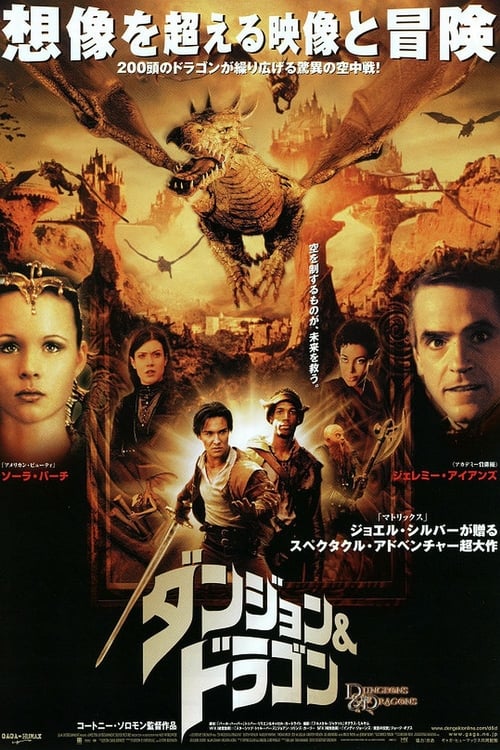 想像を超える映像と冒険
200頭のドラゴンが繰り広げる驚異の空中戦!
空を制するものが、未来を救う。
「アメリカン・ビューティ」
ソーラ・バーチ
〈アカデミー賞俳優〉
ジェレミー・アイアンズ
「マトリックス」
ジョエル・シルバーが贈る
スペクタクル・アドベンチャー超大作
ダンジョン&
ドラゴン
DUNGEONS
& DRAGONS
コートニー・ソロモン監督作品
GAGA-HUMAX